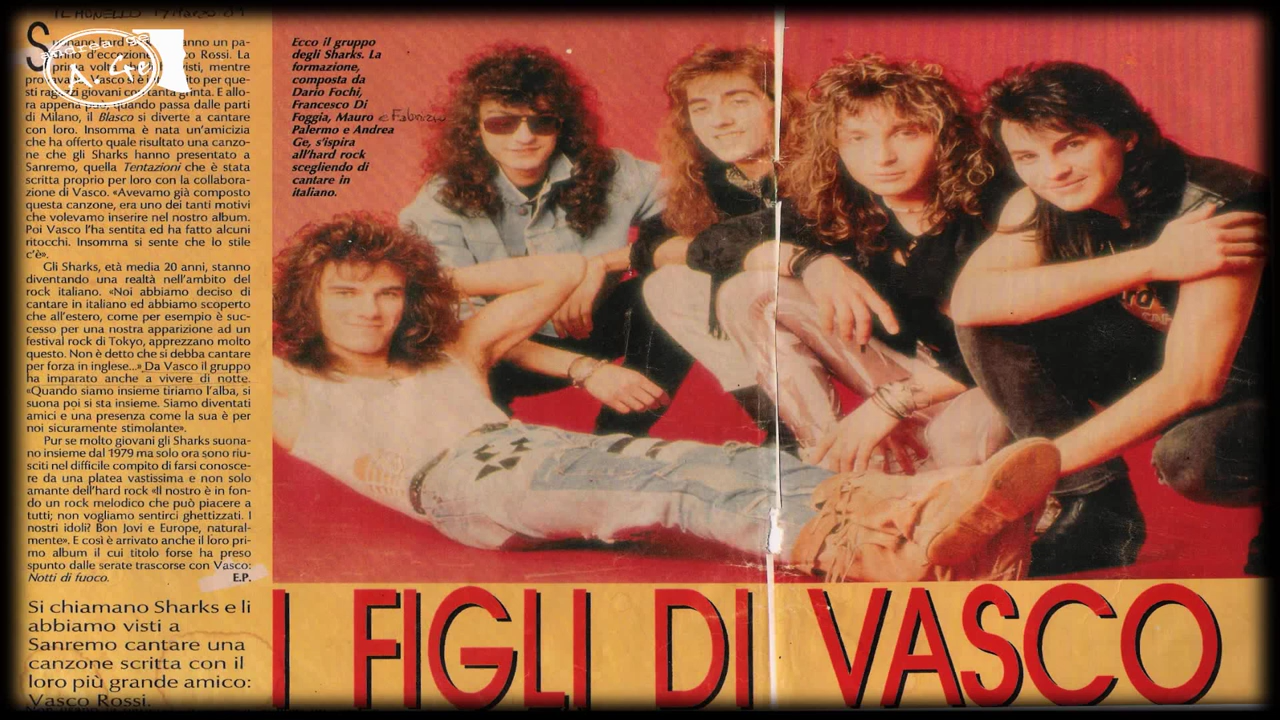 IL MONELLO 17 Marzo 89
S
hard
anno un pa-
d'eccezione
co Rossi. La
prima volta
visti, mentre
Vasco si è
ito per que-
sti ragazzi giovani con tanta grinta. E allo-
ra appena può, quando passa dalle parti
di Milano, il Blasco si diverte a cantare
con loro. Insomma è nata un'amicizia
che ha offerto quale risultato una canzo-
ne che gli Sharks hanno presentato a
Sanremo, quella Tentazioni che è stata
scritta proprio per loro con la collabora-
zione di Vasco. «Avevamo già composto
questa canzone, era uno dei tanti motivi
che volevamo inserire nel nostro album.
Poi Vasco l'ha sentita ed ha fatto alcuni
ritocchi. Insomma si sente che lo stile
c'è».
Gli Sharks, età media 20 anni, stanno
diventando una realtà nell'ambito del
rock italiano. «Noi abbiamo deciso di
cantare in italiano ed abbiamo scoperto
che all'estero, come per esempio è suc-
cesso per una nostra apparizione ad un
festival rock di Tokyo, apprezzano molto
questo. Non è detto che si debba cantare
per forza in inglese...» Da Vasco il gruppo
ha imparato anche a vivere di notte.
«Quando siamo insieme tiriamo l'alba, si
suona poi si sta insieme. Siamo diventati
amici e una presenza come la sua è per
noi sicuramente stimolante».
Pur se molto giovani gli Sharks suona-
no insieme dal 1979 ma solo ora sono riu-
sciti nel difficile compito di farsi conosce-
re da una platea vastissima e non solo
amante dell'hard rock «Il nostro è in fon-
do un rock melodico che può piacere a
tutti; non vogliamo sentirci ghettizzati. I
nostri idoli? Bon Jovi e Europe, natural-
mente». E così è arrivato anche il loro pri-
mo album il cui titolo forse ha preso
spunto dalle serate trascorse con Vasco:
Notti di fuoco. E.P.
Si chiamano Sharks e li
abbiamo visti a
Sanremo cantare una
canzone scritta con il
loro più grande amico:
Vasco Rossi.
Ecco il gruppo
degli Sharks. La
formazione,
composta da
Dario Fochi,
Francesco Di
Foggia, Mauro e Fabrizio
Palermo e Andrea
Ge, s'ispira
all'hard rock
scegliendo di
cantare in
italiano.
I FIGLI DI VASCO